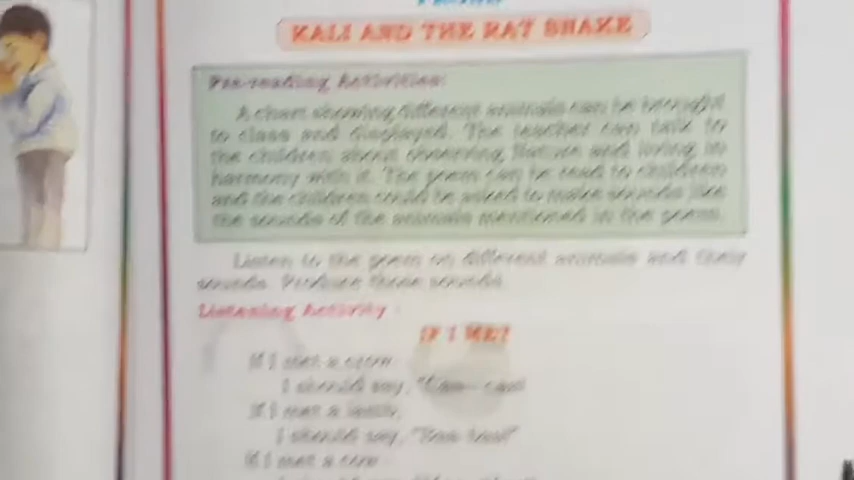 KALI AND THE RAT SNAKE
Pre-reading Activities:
A chart showing different animals can be brought
to class and displayed. The teacher can talk to
the children about observing Nature and living in
harmony with it. The poem can be read to children
and the children could be asked to make sounds like
the sounds of the animals mentioned in the poem.
Listen to the poem on different animals and their
sounds. Produce these sounds.
Listening Activity :
IF I MET
If I met a crow
I should say, "Caw- caw!
If I met a
I should say,
If I met a cow